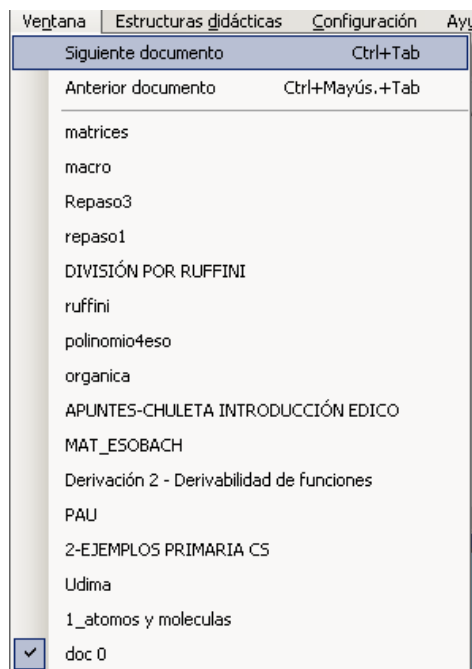 Ventana Estructuras didácticas Configuración Ayu
Siguiente documento Ctrl+Tab
Anterior documento Ctrl+Mayús.+Tab
matrices
macro
Repaso3
repaso1
DIVISIÓN POR RUFFINI
ruffini
polinomio4eso
organica
APUNTES-CHULETA INTRODUCCIÓN EDICO
MAT_ESOBACH
Derivación 2 - Derivabilidad de funciones
PAU
2-EJEMPLOS PRIMARIA CS
Udima
1_atomos y moleculas
doc 0